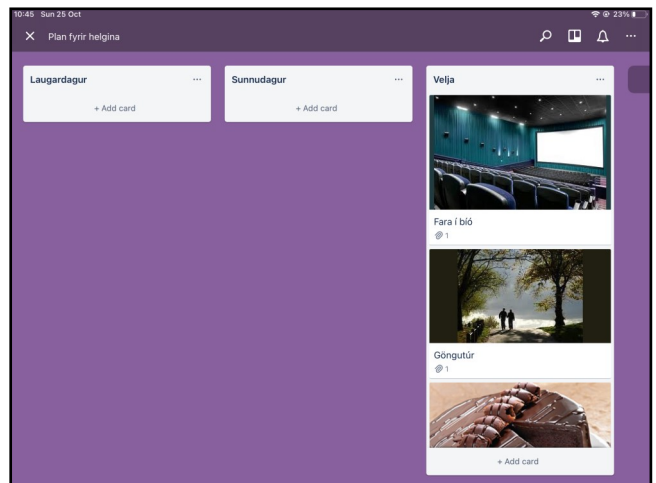 10:45 Sun 25 Oct 23%
Plan fyrir helgina
Laugardagur
+ Add card
Sunnudagur
+ Add card
Velja
Fara í bíó
1
Göngutúr
1
+ Add card